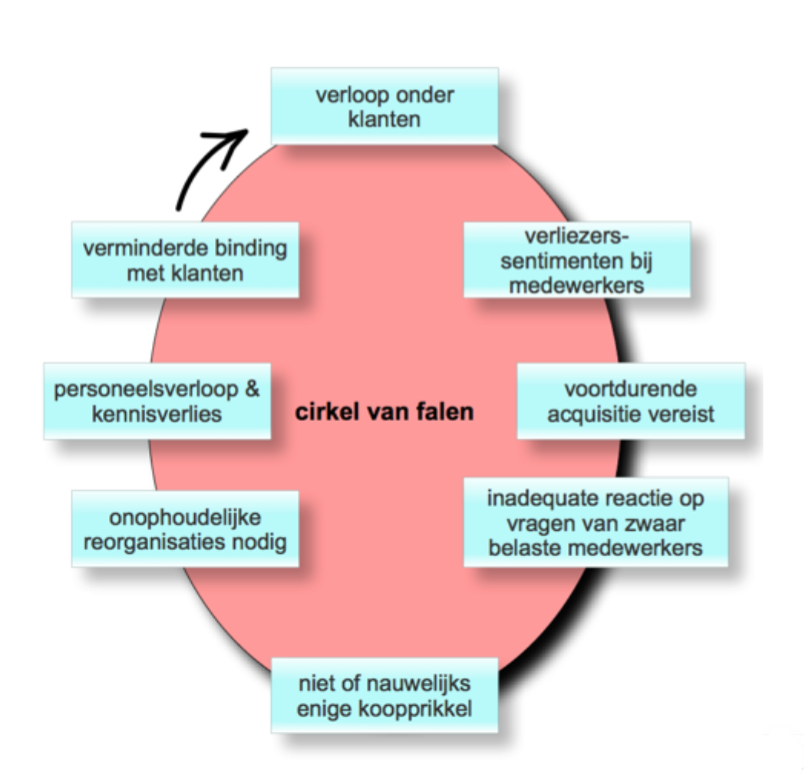 verloop onder
klanten
verminderde binding
met klanten
verliezers-
sentimenten bij
medewerkers
personeelsverloop &
kennisverlies
cirkel van falen
voortdurende
acquisitie vereist
onophoudelijke
reorganisaties nodig
inadequate reactie op
vragen van zwaar
belaste medewerkers
niet of nauwelijks
enige koopprikkel